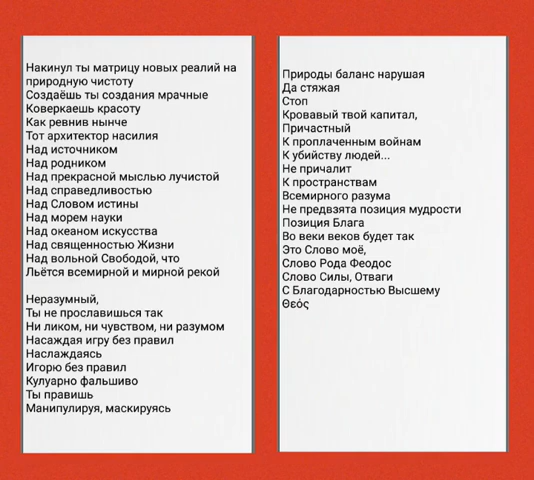 Накинул ты матрицу новых реалий на
природную чистоту
Создаёшь ты создания мрачные
Коверкаешь красоту
Как ревнив нынче
Тот архитектор насилия
Над источником
Над родником
Над прекрасной мыслью лучистой
Над справедливостью
Над Словом истины
Над морем науки
Над океаном искусства
Над священностью Жизни
Над вольной Свободой, что
Льётся всемирной и мирной рекой
Неразумный,
Ты не прославишься так
Ни ликом, ни чувством, ни разумом
Насаждая игру без правил
Наслаждаясь
Игорю без правил
Кулуарно фальшиво
Ты правишь
Манипулируя, маскируясь
Природы баланс нарушая
Да стяжая
Стоп
Кровавый твой капитал,
Причастный
К проплаченным войнам
К убийству людей...
Не причалит
К пространствам
Всемирного разума
Не предвзята позиция мудрости
Позиция Блага
Во веки веков будет так
Это Слово моё,
Слово Рода Феодос
Слово Силы, Отваги
С Благодарностью Высшему
Θεός